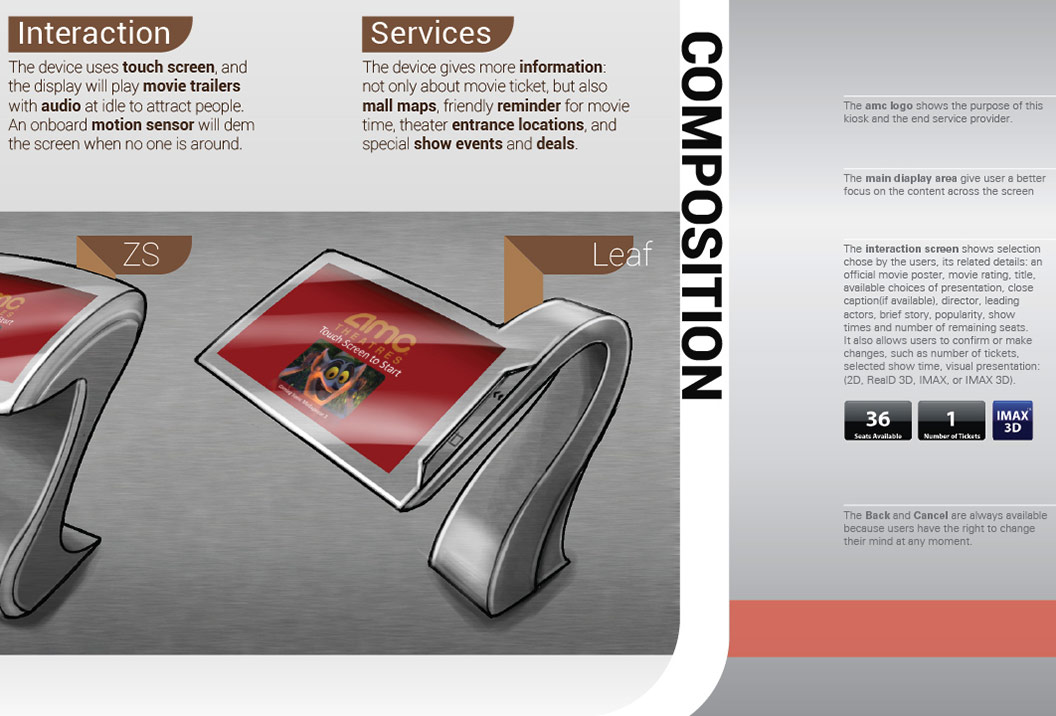 Interaction
The device uses touch screen, and
the display will play movie trailers
with audio at idle to attract people.
An onboard motion sensor will dem
the screen when no one is around.
Services
The device gives more information:
not only about movie ticket, but also
mall maps, friendly reminder for movie
time, theater entrance locations, and
special show events and deals.
ZS
Leaf
amc
THEATRES
Touch Screen to Start
COMPOSITION
The amc logo shows the purpose of this
kiosk and the end service provider.
The main diaplay area give user a better
focus on the content across the screen
The interaction screen shows selection
chose by the users, its related details: an
official movie poster, movie rating, title,
available choices of presentation, close
caption(if available), director, leading
actors, brief story, popularity, show
times and number of remaining seats.
It also allows users to confirm or make
changes, such as number of tickets,
selected show time, visual presentation:
(2D, RealD 3D, IMAX, or IMAX 3D).
36
Seats Available
1
Number of Tickets
IMAX
3D
The Back and Cancel are always available
because users have the right to change
their mind at any moment.